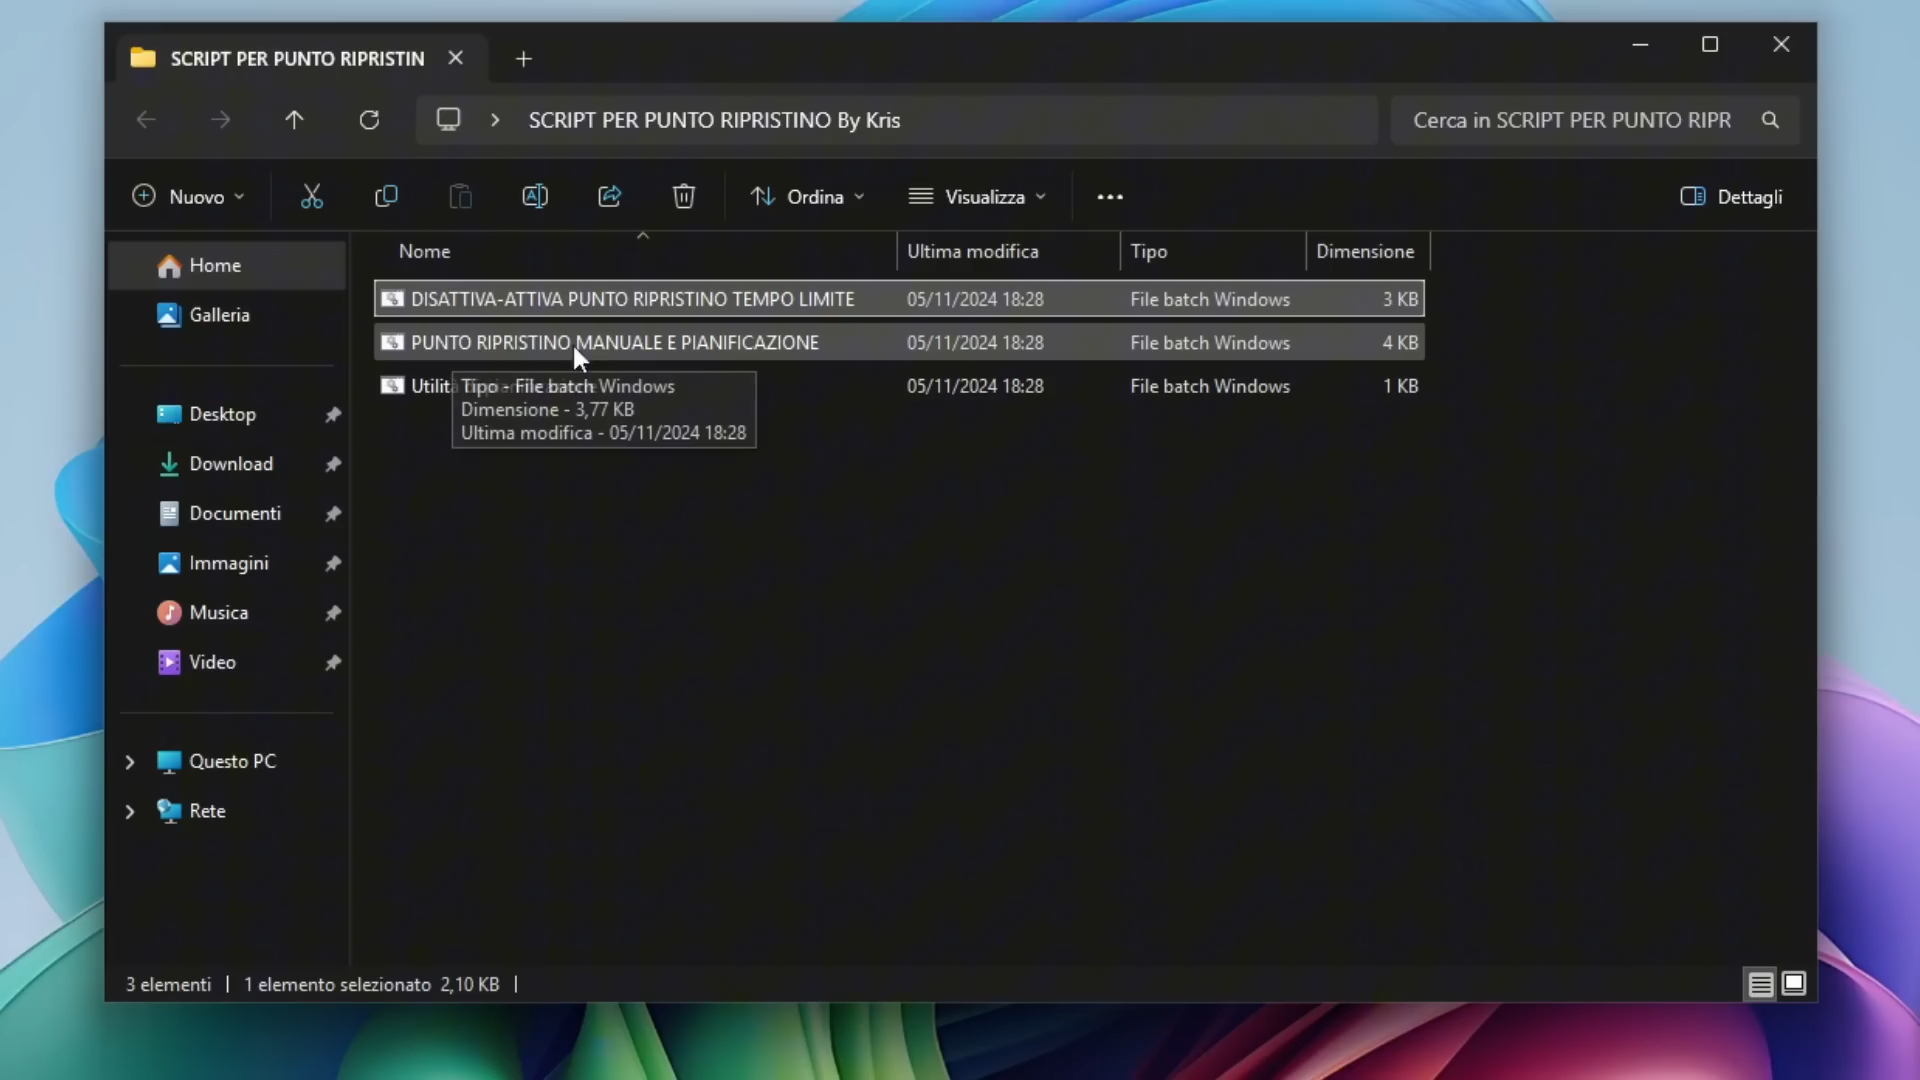 SCRIPT PER PUNTO RIPRISTIN
SCRIPT PER PUNTO RIPRISTINO By Kris
Cerca in SCRIPT PER PUNTO RIPR
Nuovo
Ordina
Visualizza
Dettagli
Nome
Ultima modifica
Tipo
Dimensione
Home
Galleria
Desktop
Download
Documenti
Immagini
Musica
Video
Questo PC
Rete
DISATTIVA-ATTIVA PUNTO RIPRISTINO TEMPO LIMITE 05/11/2024 18:28 File batch Windows 3 KB
PUNTO RIPRISTINO MANUALE E PIANIFICAZIONE 05/11/2024 18:28 File batch Windows 4 KB
Utilit 05/11/2024 18:28 File batch Windows 1 KB
Tipo - File batch Windows
Dimensione - 3,77 KB
Ultima modifica - 05/11/2024 18:28
3 elementi
1 elemento selezionato 2,10 KB